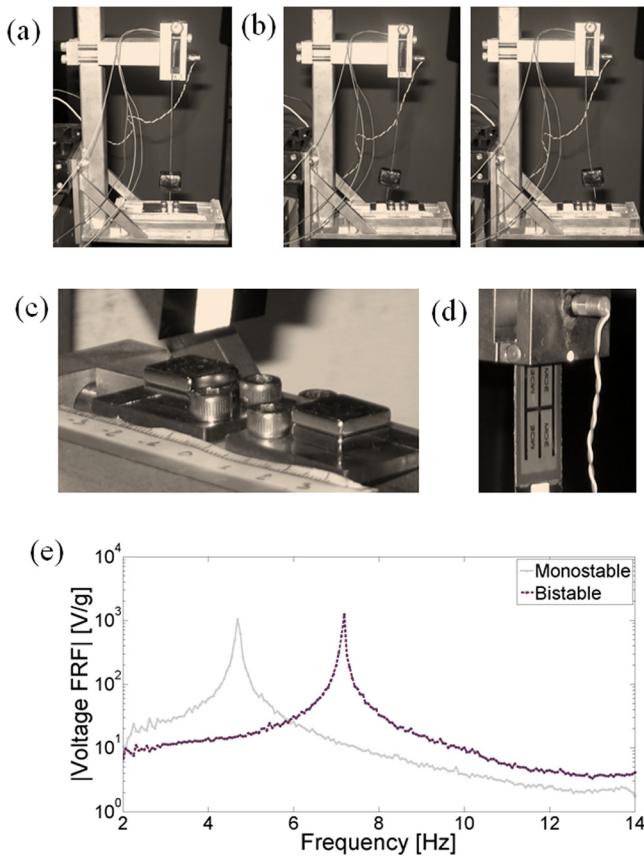 (a)
(b)
(c)
(d)
(e)
|Voltage FRF| [V/g]
10^4
10^3
10^2
10^1
10^0
Monostable
Bistable
2
4
6
8
10
12
14
Frequency [Hz]